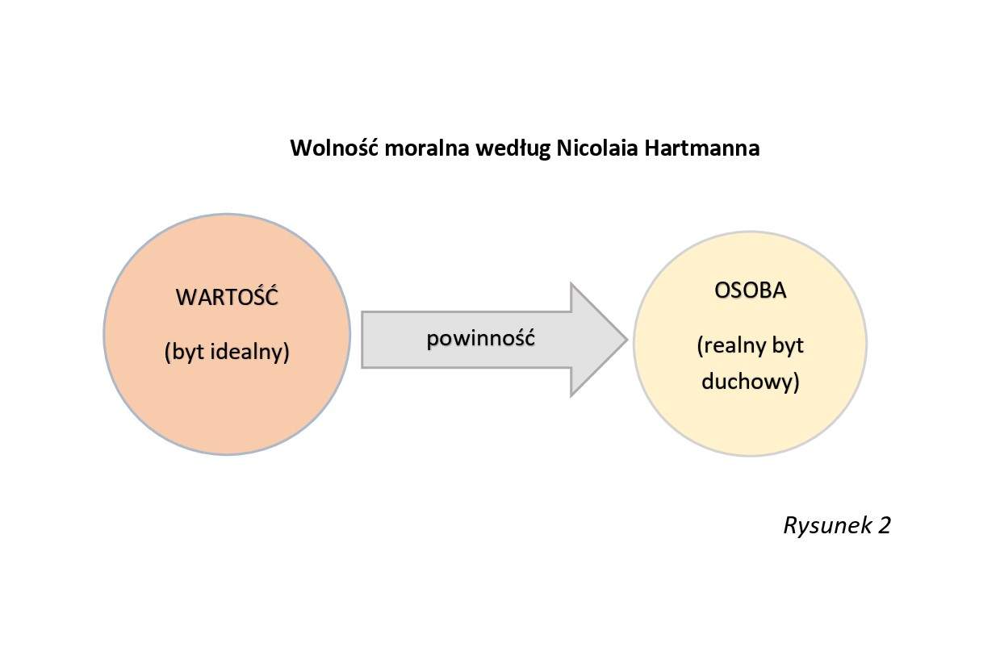 Wolność moralna według Nicolaia Hartmanna
WARTOŚĆ
(byt idealny)
powinność
OSOBA
(realny byt
duchowy)
Rysunek 2